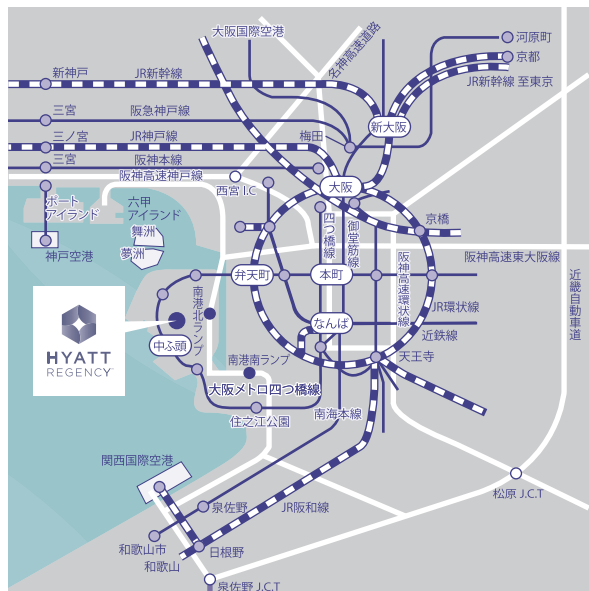 大阪国際空港
名神高速道路
河原町
京都
JR新幹線 至東京
新神戸
JR新幹線
三宮
阪急神戸線
新大阪
三ノ宮
JR神戸線
梅田
三宮
阪神本線
阪神高速神戸線
西宮 I.C
大阪
ポート
アイランド
六甲
アイランド
舞洲
夢洲
神戸空港
四つ橋線
御堂筋線
京橋
阪神高速環状線
阪神高速東大阪線
近畿自動車道
弁天町
本町
南港北ランプ
JR環状線
なんば
近鉄線
中ふ頭
HYATT
REGENCY
天王寺
南港南ランプ
大阪メトロ四つ橋線
住之江公園
南海本線
関西国際空港
松原 J.C.T
泉佐野
JR阪和線
和歌山市
日根野
和歌山
泉佐野 J.C.T